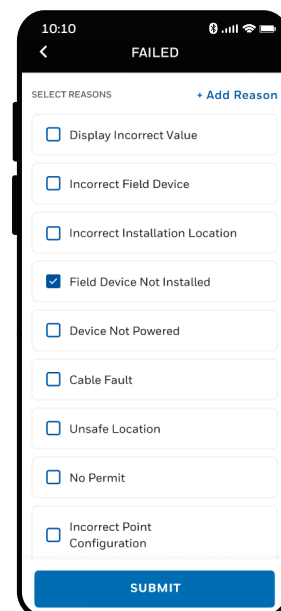 10:10
FAILED
SELECT REASONS + Add Reason
Display Incorrect Value
Incorrect Field Device
Incorrect Installation Location
Field Device Not Installed
Device Not Powered
Cable Fault
Unsafe Location
No Permit
Incorrect Point
Configuration
SUBMIT